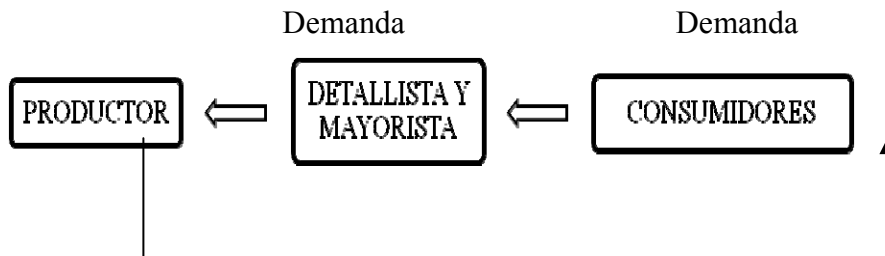 Demanda Demanda
PRODUCTOR
DETALLISTA Y
MAYORISTA
CONSUMIDORES